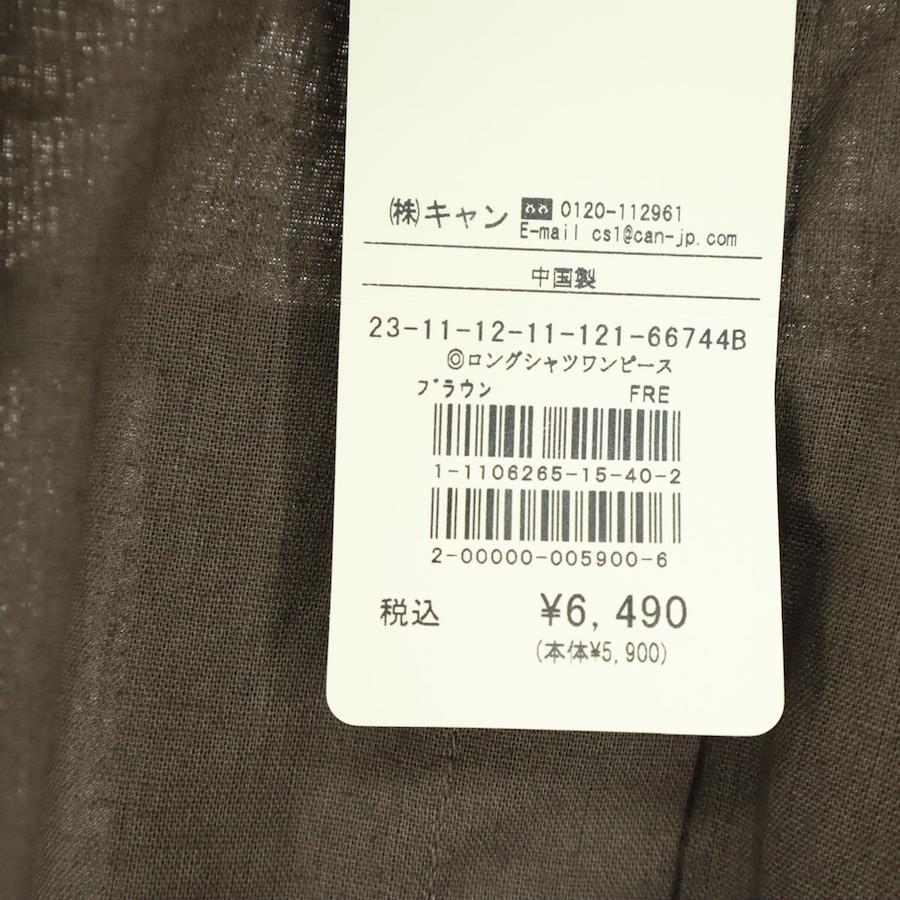 ㈱キャン 0120-112961
E-mail cs1@can-jp.com
中国製
23-11-12-11-121-66744B
◎ロングシャツワンピース
ブラウン FRE
1-1106265-15-40-2
2-00000-005900-6
税込 ¥6,490
(本体¥5,900)